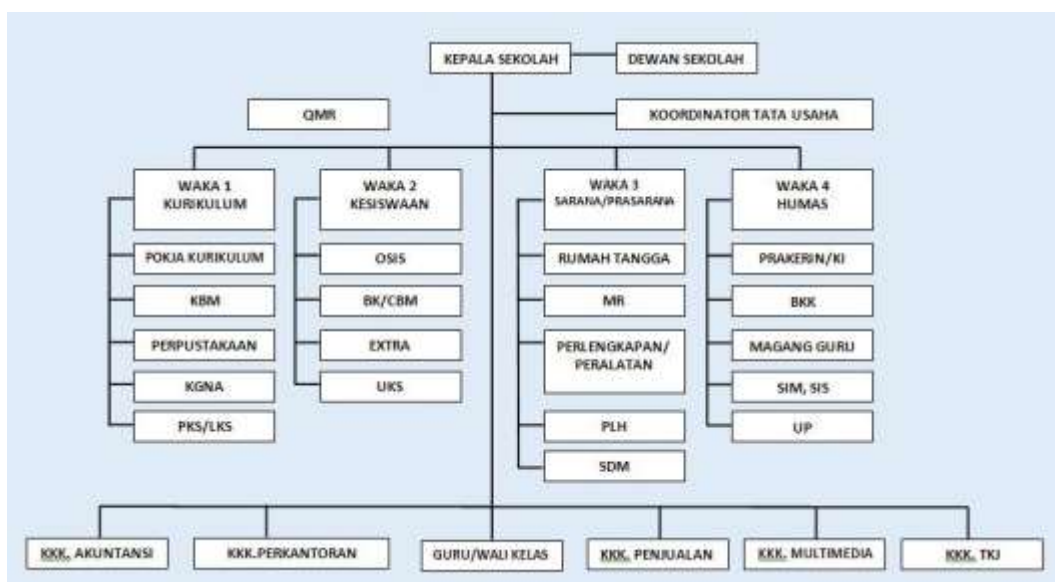 KEPALA SEKOLAH
DEWAN SEKOLAH
QMR
KOORDINATOR TATA USAHA
WAKA 1
KURIKULUM
WAKA 2
KESISWAAN
WAKA 3
SARANA/PRASARANA
WAKA 4
HUMAS
POKJA KURIKULUM
OSIS
RUMAH TANGGA
PRAKERIN/KI
KBM
BK/CBM
MR
BKK
PERPUSTAKAAN
EXTRA
PERLENGKAPAN/
PERALATAN
MAGANG GURU
KGNA
UKS
SIM, SIS
PKS/LKS
PLH
UP
SDM
KKK. AKUNTANSI
KKK.PERKANTORAN
GURU/WALI KELAS
KKK. PENJUALAN
KKK. MULTIMEDIA
KKK. TKJ